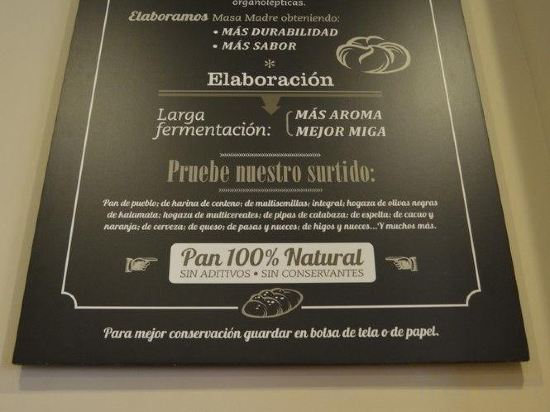 organolépticas.
Elaboramos Masa Madre obteniendo:
• MÁS DURABILIDAD
• MÁS SABOR
*
Elaboración
Larga fermentación:
MÁS AROMA
MEJOR MIGA
Pruebe nuestro surtido:
Pan de pueblo; de harina de centeno; de multisemillas; integral; hogaza de olivas negras
de kalamata; hogaza de multicereales; de pipas de calabaza; de espelta; de cacao y
naranja; de cerveza; de queso; de pasas y nueces; de higos y nueces...Y muchos más.
Pan 100% Natural
SIN ADITIVOS • SIN CONSERVANTES
Para mejor conservación guardar en bolsa de tela o de papel.